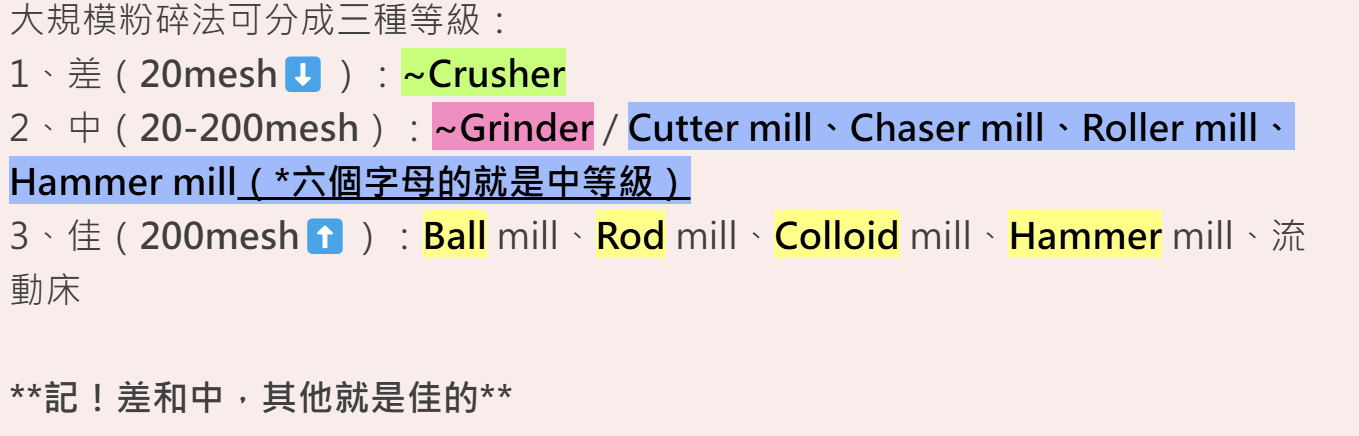 大規模粉碎法可分成三種等級：
1、差（20mesh⬇️）：~Crusher
2、中（20-200mesh）：~Grinder / Cutter mill、Chaser mill、Roller mill、
Hammer mill（*六個字母的就是中等級）
3、佳（200mesh⬆️）：Ball mill、Rod mill、Colloid mill、Hammer mill、流
動床
**記！差和中，其他就是佳的**